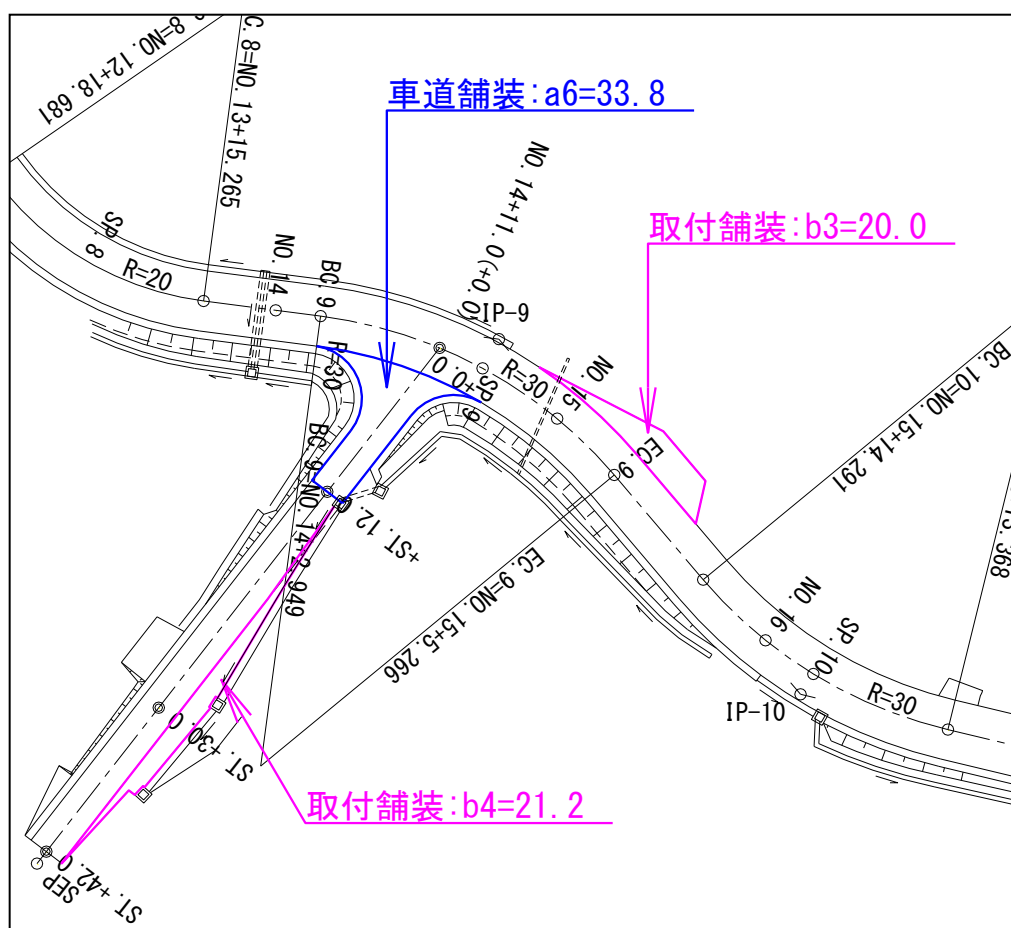 8=NO. 12+18. 681
C. 8=NO. 13+15. 265
車道舗装:a6=33.8
NO. 14+11. 0(+0.0)
取付舗装:b3=20.0
SP. 8
R=20
NO. 14
BC. 9
IP-9
R=30
+0.0
SP. 9
R=30
NO. 15
EC. 9
BC. 10=NO. 15+14. 291
BC. 9=NO. 14+2. 949
+ST. 12.
EC. 9=NO. 15+5. 266
NO. 16
SP. 10
R=30
IP-10
ST. +30. 0
取付舗装:b4=21.2
SEP
ST. +42. 0